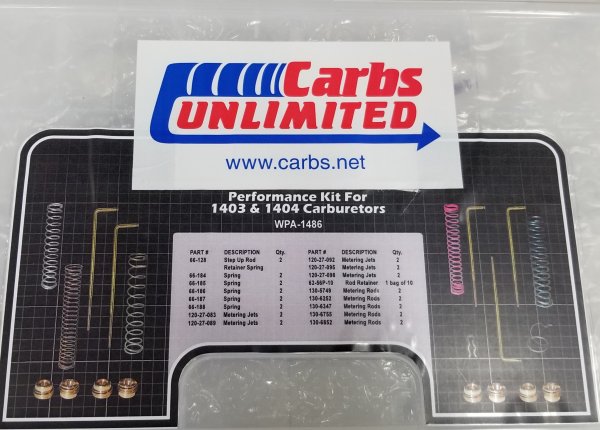 Carbs
UNLIMITED
www.carbs.net
Performance Kit For
1403 & 1404 Carburetors
WPA-1486
PART # DESCRIPTION Qty. PART # DESCRIPTION Qty.
66-128 Step Up Rod 2 120-27-092 Metering Jets 2
Retainer Spring 120-27-095 Metering Jets 2
66-184 Spring 2 120-27-098 Metering Jets 2
66-185 Spring 2 63-56P-10 Rod Retainer 1 bag of 10
66-186 Spring 2 130-5749 Metering Rods 2
66-187 Spring 2 130-6252 Metering Rods 2
66-188 Spring 2 130-6347 Metering Rods 2
120-27-083 Metering Jets 2 130-6755 Metering Rods 2
120-27-089 Metering Jets 2 130-6852 Metering Rods 2